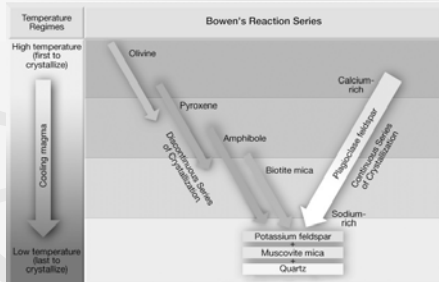 Temperature
Regimes
Bowen's Reaction Series
High temperature
(first to
crystallize)
Cooling magma
Low temperature
(last to
crystallize)
Olivine
Pyroxene
Amphibole
Biotite mica
Discontinuous Series
of Crystallization
Calcium-
rich
Plagioclase feldspar
Continuous Series
of Crystallization
Sodium-
rich
Potassium feldspar
+
Muscovite mica
+
Quartz